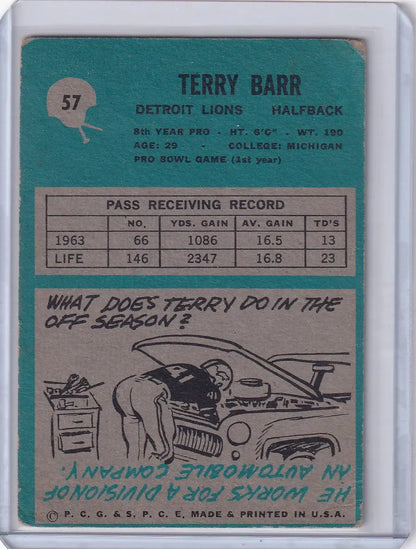 57
TERRY BARR
DETROIT LIONS HALFBACK
8th YEAR PRO - HT. 6'0" - WT. 190
AGE: 29 - COLLEGE: MICHIGAN
PRO BOWL GAME (1st year)
PASS RECEIVING RECORD
NO. YDS. GAIN AV. GAIN TD'S
1963 66 1086 16.5 13
LIFE 146 2347 16.8 23
WHAT DOES TERRY DO IN THE
OFF SEASON?
HE WORKS FOR A DIVISION OF
AN AUTOMOBILE COMPANY.
© P. C. G. & S. P. C. E. MADE & PRINTED IN U.S.A.